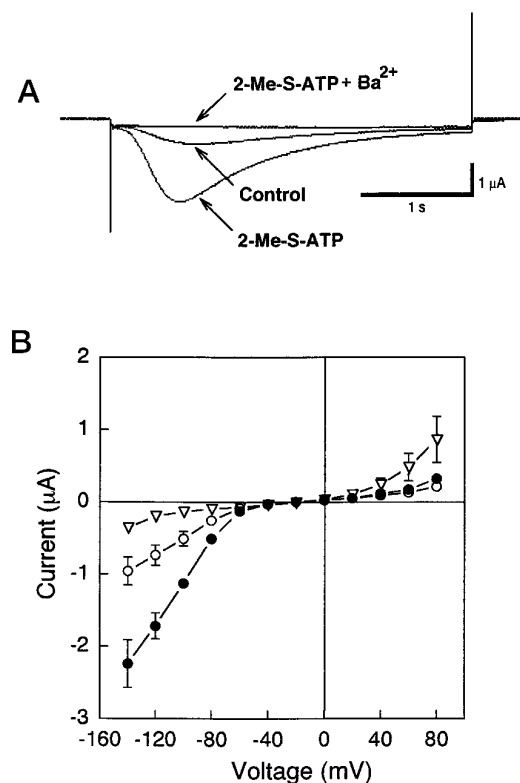 A
2-Me-S-ATP + Ba2+
Control
2-Me-S-ATP
1 μA
1 s
B
2
1
0
-1
-2
-3
Current (μA)
-160 -120 -80 -40 0 40 80
Voltage (mV)